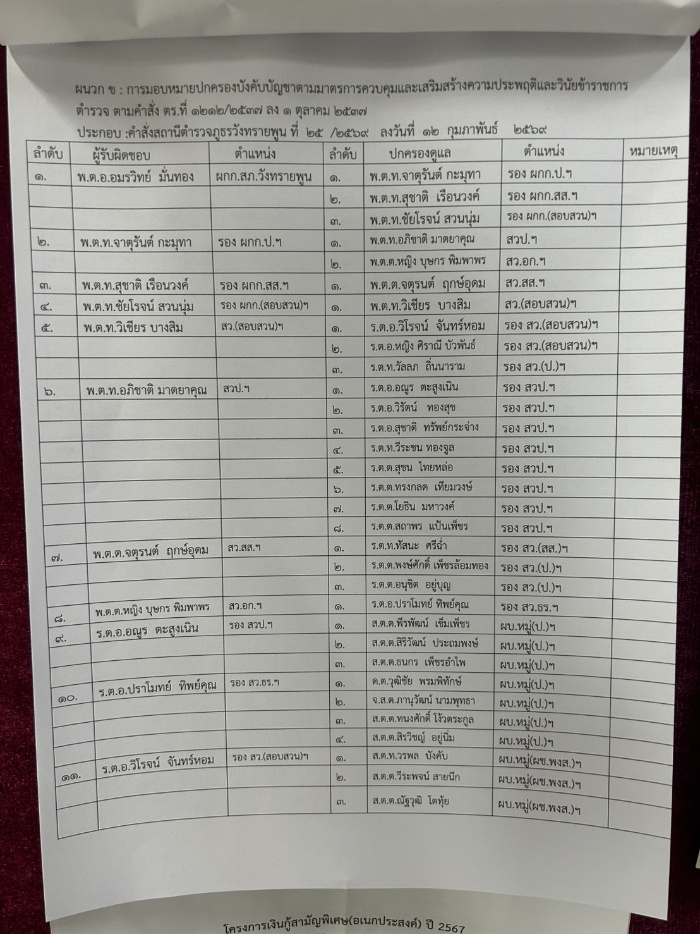 ผนวก ข : การมอบหมายปกครองบังคับบัญชาตามมาตรการควบคุมและเสริมสร้างความประพฤติและวินัยข้าราชการ
ตำรวจ ตามคำสั่ง ตร.ที่ ๑๒๑๒/๒๕๓๗ ลง ๑ ตุลาคม ๒๕๓๗
ประกอบ :คำสั่งสถานีตำรวจภูธรวังทรายพูน ที่ ๒๕ /๒๕๖๙ ลงวันที่ ๑๒ กุมภาพันธ์ ๒๕๖๙
ลำดับ ผู้รับผิดชอบ ตำแหน่ง ลำดับ ปกครองดูแล ตำแหน่ง หมายเหตุ
๑. พ.ต.อ.อมรวิทย์ มั่นทอง ผกก.สภ.วังทรายพูน ๑. พ.ต.ท.จาตุรันต์ กะมุทา รอง ผกก.ป.ฯ
๒. พ.ต.ท.สุชาติ เรือนวงค์ รอง ผกก.สส.ฯ
๓. พ.ต.ท.ชัยโรจน์ สวนนุ่ม รอง ผกก.(สอบสวน)ฯ
๒. พ.ต.ท.จาตุรันต์ กะมุทา รอง ผกก.ป.ฯ ๑. พ.ต.ท.อภิชาติ มาตยาคุณ สวป.ฯ
๒. พ.ต.ต.หญิง บุษกร พิมพาพร สว.อก.ฯ
๓. พ.ต.ท.สุชาติ เรือนวงค์ รอง ผกก.สส.ฯ ๑. พ.ต.ต.จตุรนต์ ฤกษ์อุดม สว.สส.ฯ
๔. พ.ต.ท.ชัยโรจน์ สวนนุ่ม รอง ผกก.(สอบสวน)ฯ ๑. พ.ต.ท.วิเชียร บางสิม สว.(สอบสวน)ฯ
๕. พ.ต.ท.วิเชียร บางสิม สว.(สอบสวน)ฯ ๑. ร.ต.อ.วิโรจน์ จันทร์หอม รอง สว.(สอบสวน)ฯ
๒. ร.ต.อ.หญิง ศิราณี บัวพันธ์ รอง สว.(สอบสวน)ฯ
๓. ร.ต.ท.วัลลภ ถิ่นนาราม รอง สว.(ป.)ฯ
๖. พ.ต.ท.อภิชาติ มาตยาคุณ สวป.ฯ ๑. ร.ต.อ.อณูร ตะสูงเนิน รอง สวป.ฯ
๒. ร.ต.อ.วิรัตน์ ทองสุข รอง สวป.ฯ
๓. ร.ต.อ.สุชาติ ทรัพย์กระจ่าง รอง สวป.ฯ
๔. ร.ต.ท.วีระชน ทองจูล รอง สวป.ฯ
๕. ร.ต.ต.สุชน ไทยหล่อ รอง สวป.ฯ
๖. ร.ต.ต.ทรงกลด เทียมวงษ์ รอง สวป.ฯ
๗. ร.ต.ต.โยธิน มหาวงค์ รอง สวป.ฯ
๘. ร.ต.ต.สถาพร แป้นเพ็ชร รอง สวป.ฯ
๗. พ.ต.ต.จตุรนต์ ฤกษ์อุดม สว.สส.ฯ ๑. ร.ต.ท.ทัสนะ ศรีฉ่ำ รอง สว.(สส.)ฯ
๒. ร.ต.ต.พงษ์ศักดิ์ เพ็ชรล้อมทอง รอง สว.(ป.)ฯ
๓. ร.ต.ต.อนุชิต อยู่บุญ รอง สว.(ป.)ฯ
๘. พ.ต.ต.หญิง บุษกร พิมพาพร สว.อก.ฯ ๑. ร.ต.อ.ปราโมทย์ ทิพย์คุณ รอง สว.ธร.ฯ
๙. ร.ต.อ.อณูร ตะสูงเนิน รอง สวป.ฯ ๑. ส.ต.ต.พีรพัฒน์ เข็มเพ็ชร ผบ.หมู่(ป.)ฯ
๒. ส.ต.ต.สิริวัฒน์ ประถมพงษ์ ผบ.หมู่(ป.)ฯ
๓. ส.ต.ต.ธนกร เพ็ชรอำไพ ผบ.หมู่(ป.)ฯ
๑๐. ร.ต.อ.ปราโมทย์ ทิพย์คุณ รอง สว.ธร.ฯ ๑. ด.ต.วุฒิชัย พรมพิทักษ์ ผบ.หมู่(ป.)ฯ
๒. จ.ส.ต.ภานุวัฒน์ นามพุทธา ผบ.หมู่(ป.)ฯ
๓. ส.ต.ต.ทนงศักดิ์ โง้วตระกูล ผบ.หมู่(ป.)ฯ
๔. ส.ต.ต.สิรวิชญ์ อยู่นิ่ม ผบ.หมู่(ป.)ฯ
๑๑. ร.ต.อ.วิโรจน์ จันทร์หอม รอง สว.(สอบสวน)ฯ ๑. ส.ต.ท.วรพล บังคับ ผบ.หมู่(ผช.พงส.)ฯ
๒. ส.ต.ต.วีระพจน์ สายนึก ผบ.หมู่(ผช.พงส.)ฯ
๓. ส.ต.ต.ณัฐวุฒิ โตทุ้ย ผบ.หมู่(ผช.พงส.)ฯ
โครงการเงินกู้สามัญพิเศษ(อเนกประสงค์) ปี 2567